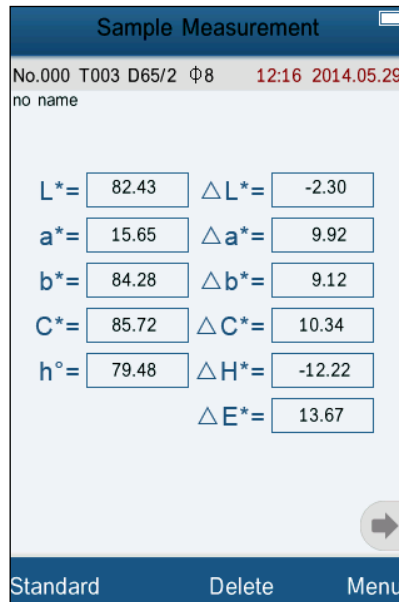 Sample Measurement
No.000 T003 D65/2 Φ8 12:16 2014.05.29
no name
L*= 82.43 △L*= -2.30
a*= 15.65 △a*= 9.92
b*= 84.28 △b*= 9.12
C*= 85.72 △C*= 10.34
h°= 79.48 △H*= -12.22
△E*= 13.67
Standard Delete Menu